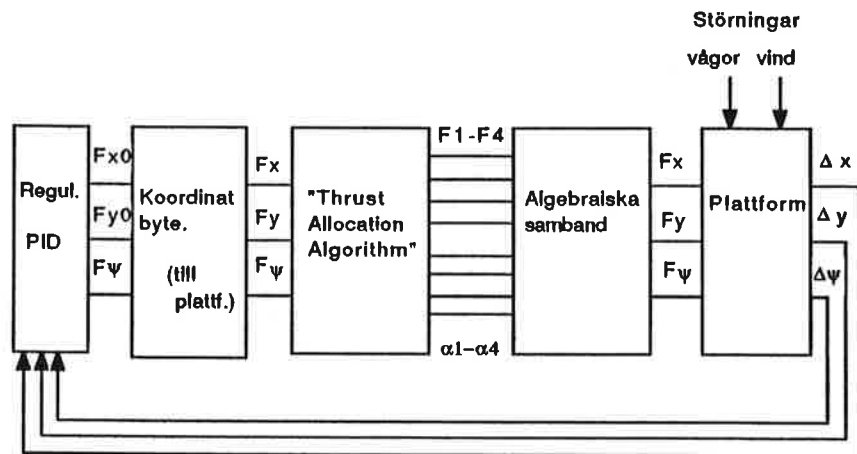 Störningar
vågor vind
Regul.
PID
Fx0
Fy0
Fψ
Koordinat
byte.
(till
plattf.)
Fx
Fy
Fψ
"Thrust
Allocation
Algorithm"
F1-F4
α1-α4
Algebraiska
samband
Fx
Fy
Fψ
Plattform
Δ x
Δ y
Δψ